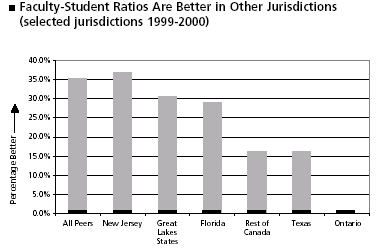 ■ Faculty-Student Ratios Are Better in Other Jurisdictions
(selected jurisdictions 1999-2000)
40.0%
35.0%
30.0%
25.0%
20.0%
15.0%
10.0%
5.0%
0.0%
Percentage Better
All Peers New Jersey Great Lakes States Florida Rest of Canada Texas Ontario